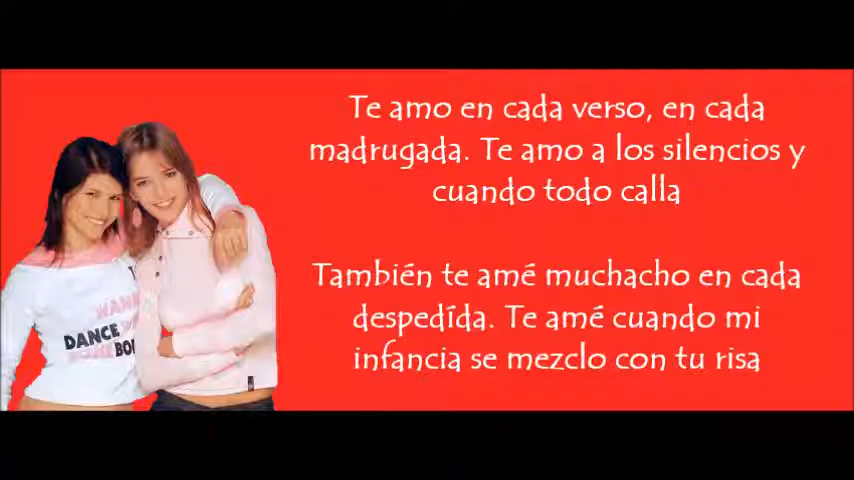 Te amo en cada verso, en cada
madrugada. Te amo a los silencios y
cuando todo calla
También te amé muchacho en cada
despedída. Te amé cuando mi
infancia se mezclo con tu risa
DANCE